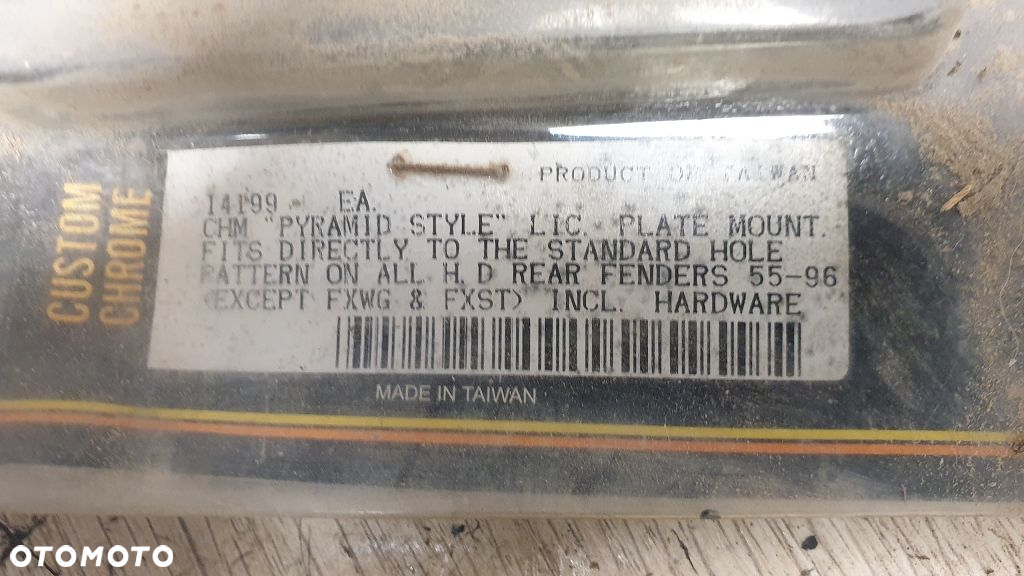 CUSTOM
CHROME
PRODUCT OF TAIWAN
14199 EA.
CHM "PYRAMID STYLE" LIC. PLATE MOUNT.
FITS DIRECTLY TO THE STANDARD HOLE
PATTERN ON ALL H.D REAR FENDERS 55-96
(EXCEPT FXWG & FXST) INCL. HARDWARE
MADE IN TAIWAN
OTOMOTO